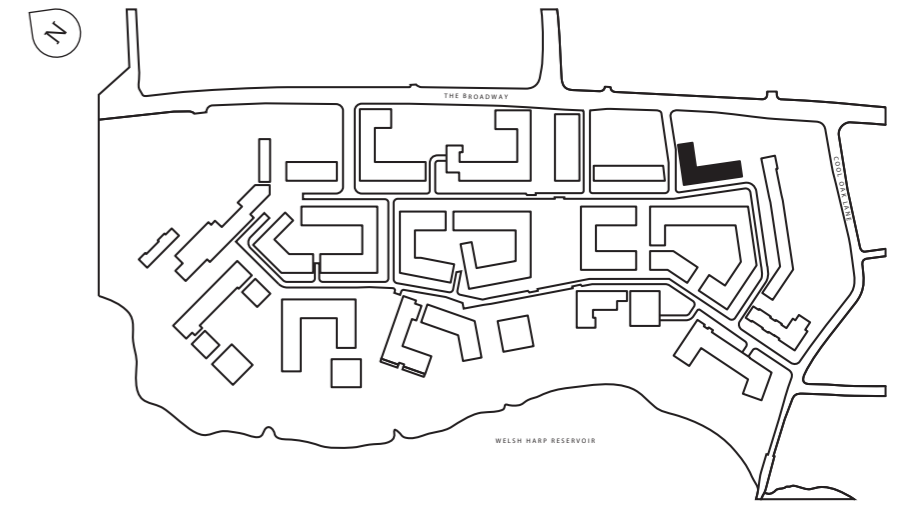 N
THE BROADWAY
COOL OAK LANE
WELSH HARP RESERVOIR